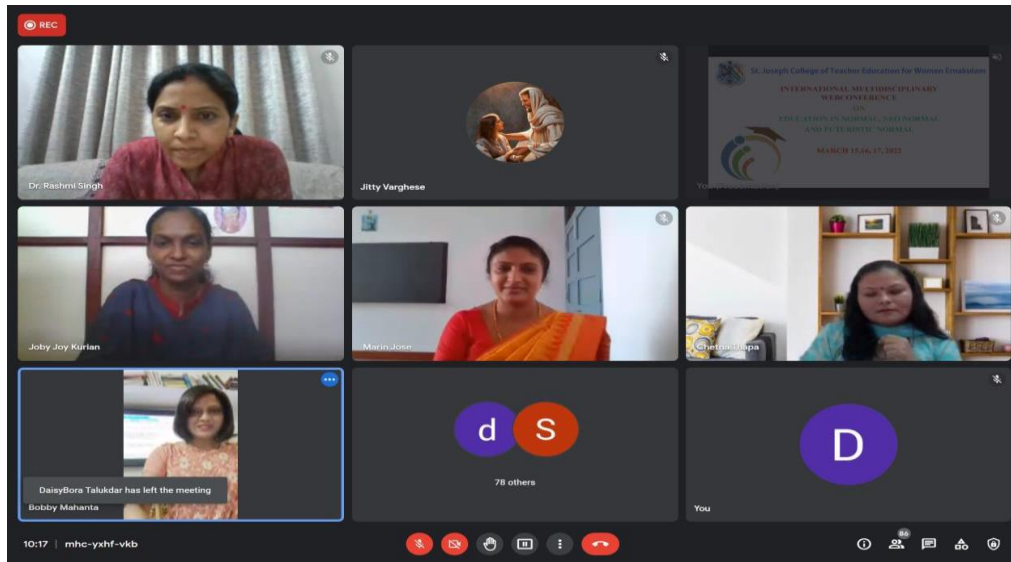 REC
Dr. Rashmi Singh
Jitty Varghese
St. Joseph College of Teacher Education for Women Ernakulam
INTERNATIONAL MULTIDISCIPLINARY
WEBCONFERENCE
ON
EDUCATION IN NORMAL, NEO NORMAL
AND FUTURISTIC NORMAL
MARCH 15,16, 17, 2022
Joby Joy Kurian
Marin Jose
Chetna Thapa
DaisyBora Talukdar has left the meeting
Bobby Mahanta
d
S
78 others
D
You
10:17 | mhc-yxhf-vkb
86